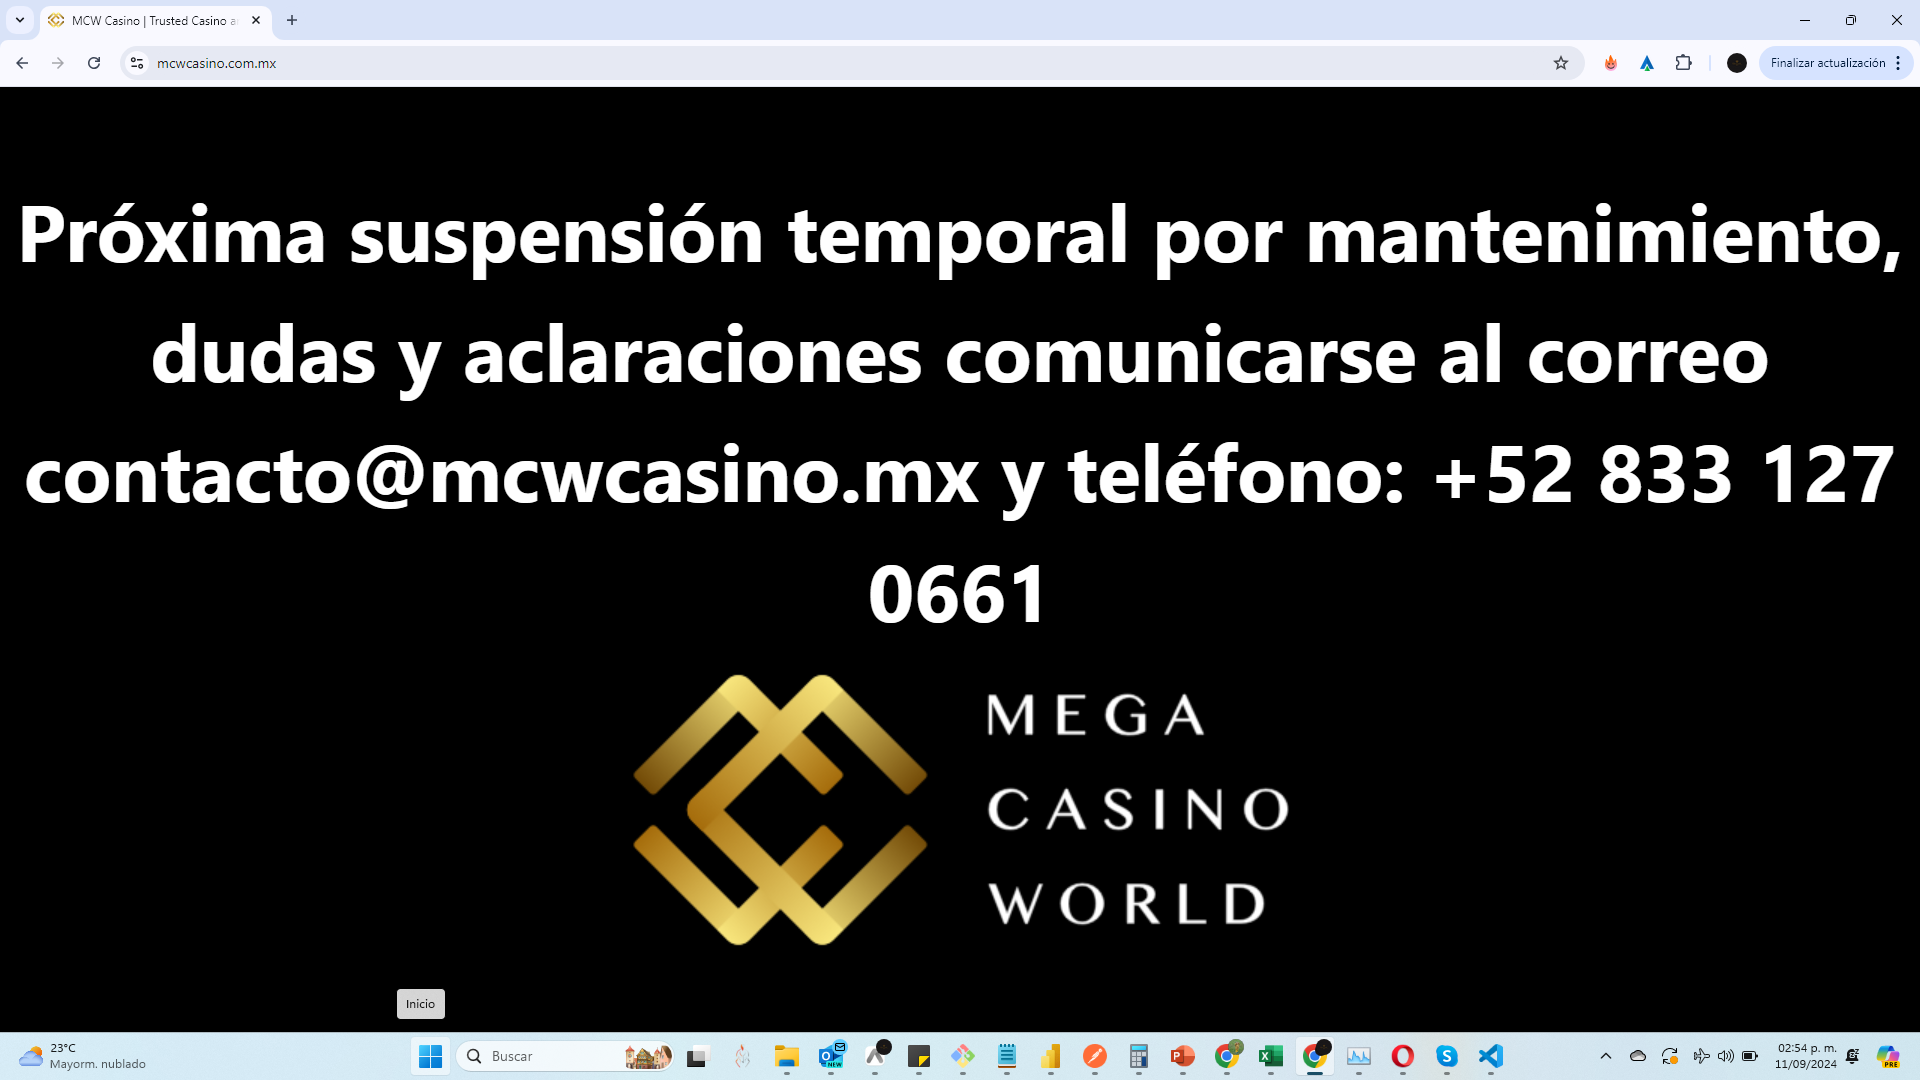 MCW Casino | Trusted Casino a
mcwcasino.com.mx
Finalizar actualización
Próxima suspensión temporal por mantenimiento,
dudas y aclaraciones comunicarse al correo
contacto@mcwcasino.mx y teléfono: +52 833 127
0661
MEGA
CASINO
WORLD
Inicio
23°C
Mayorm. nublado
Buscar
NEW
02:54 p. m.
11/09/2024
PRE